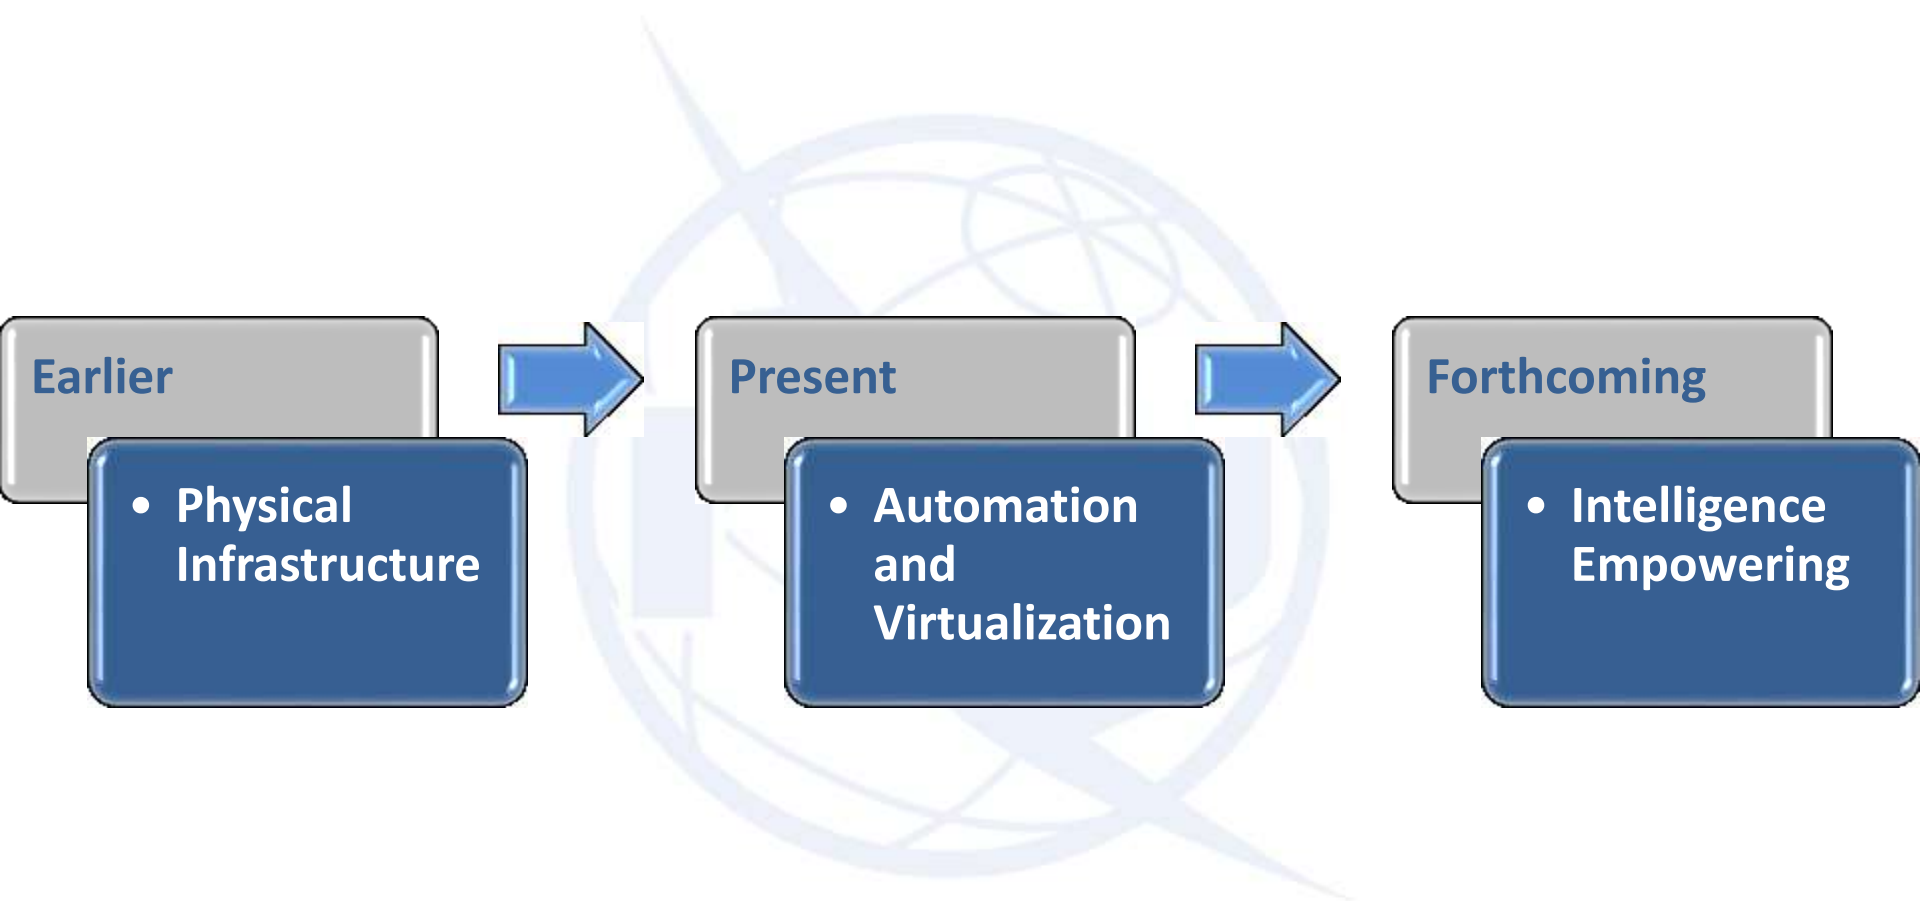 Earlier
• Physical
Infrastructure
Present
• Automation
and
Virtualization
Forthcoming
• Intelligence
Empowering